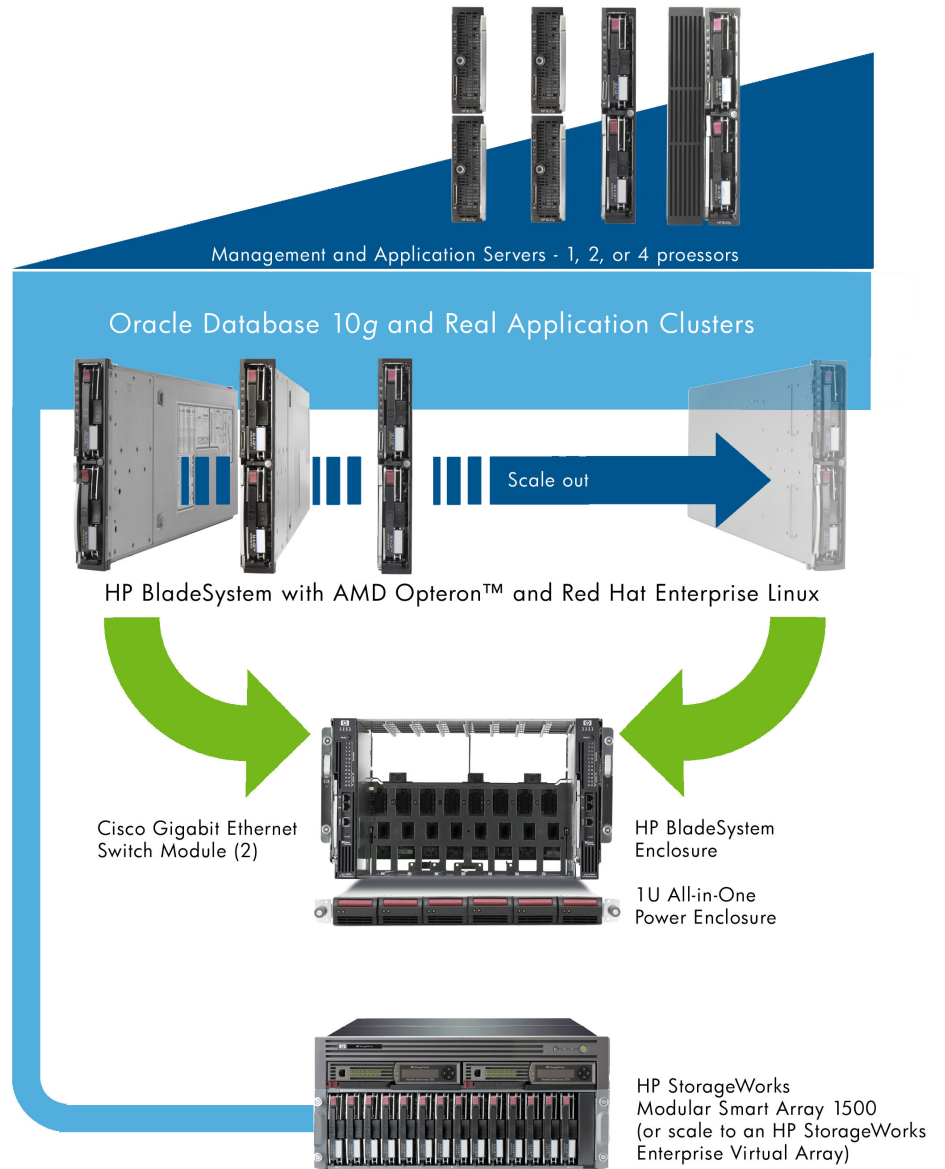 Management and Application Servers - 1, 2, or 4 proessors
Oracle Database 10g and Real Application Clusters
Scale out
HP BladeSystem with AMD Opteron™ and Red Hat Enterprise Linux
Cisco Gigabit Ethernet
Switch Module (2)
HP BladeSystem
Enclosure
1U All-in-One
Power Enclosure
HP StorageWorks
Modular Smart Array 1500
(or scale to an HP StorageWorks
Enterprise Virtual Array)